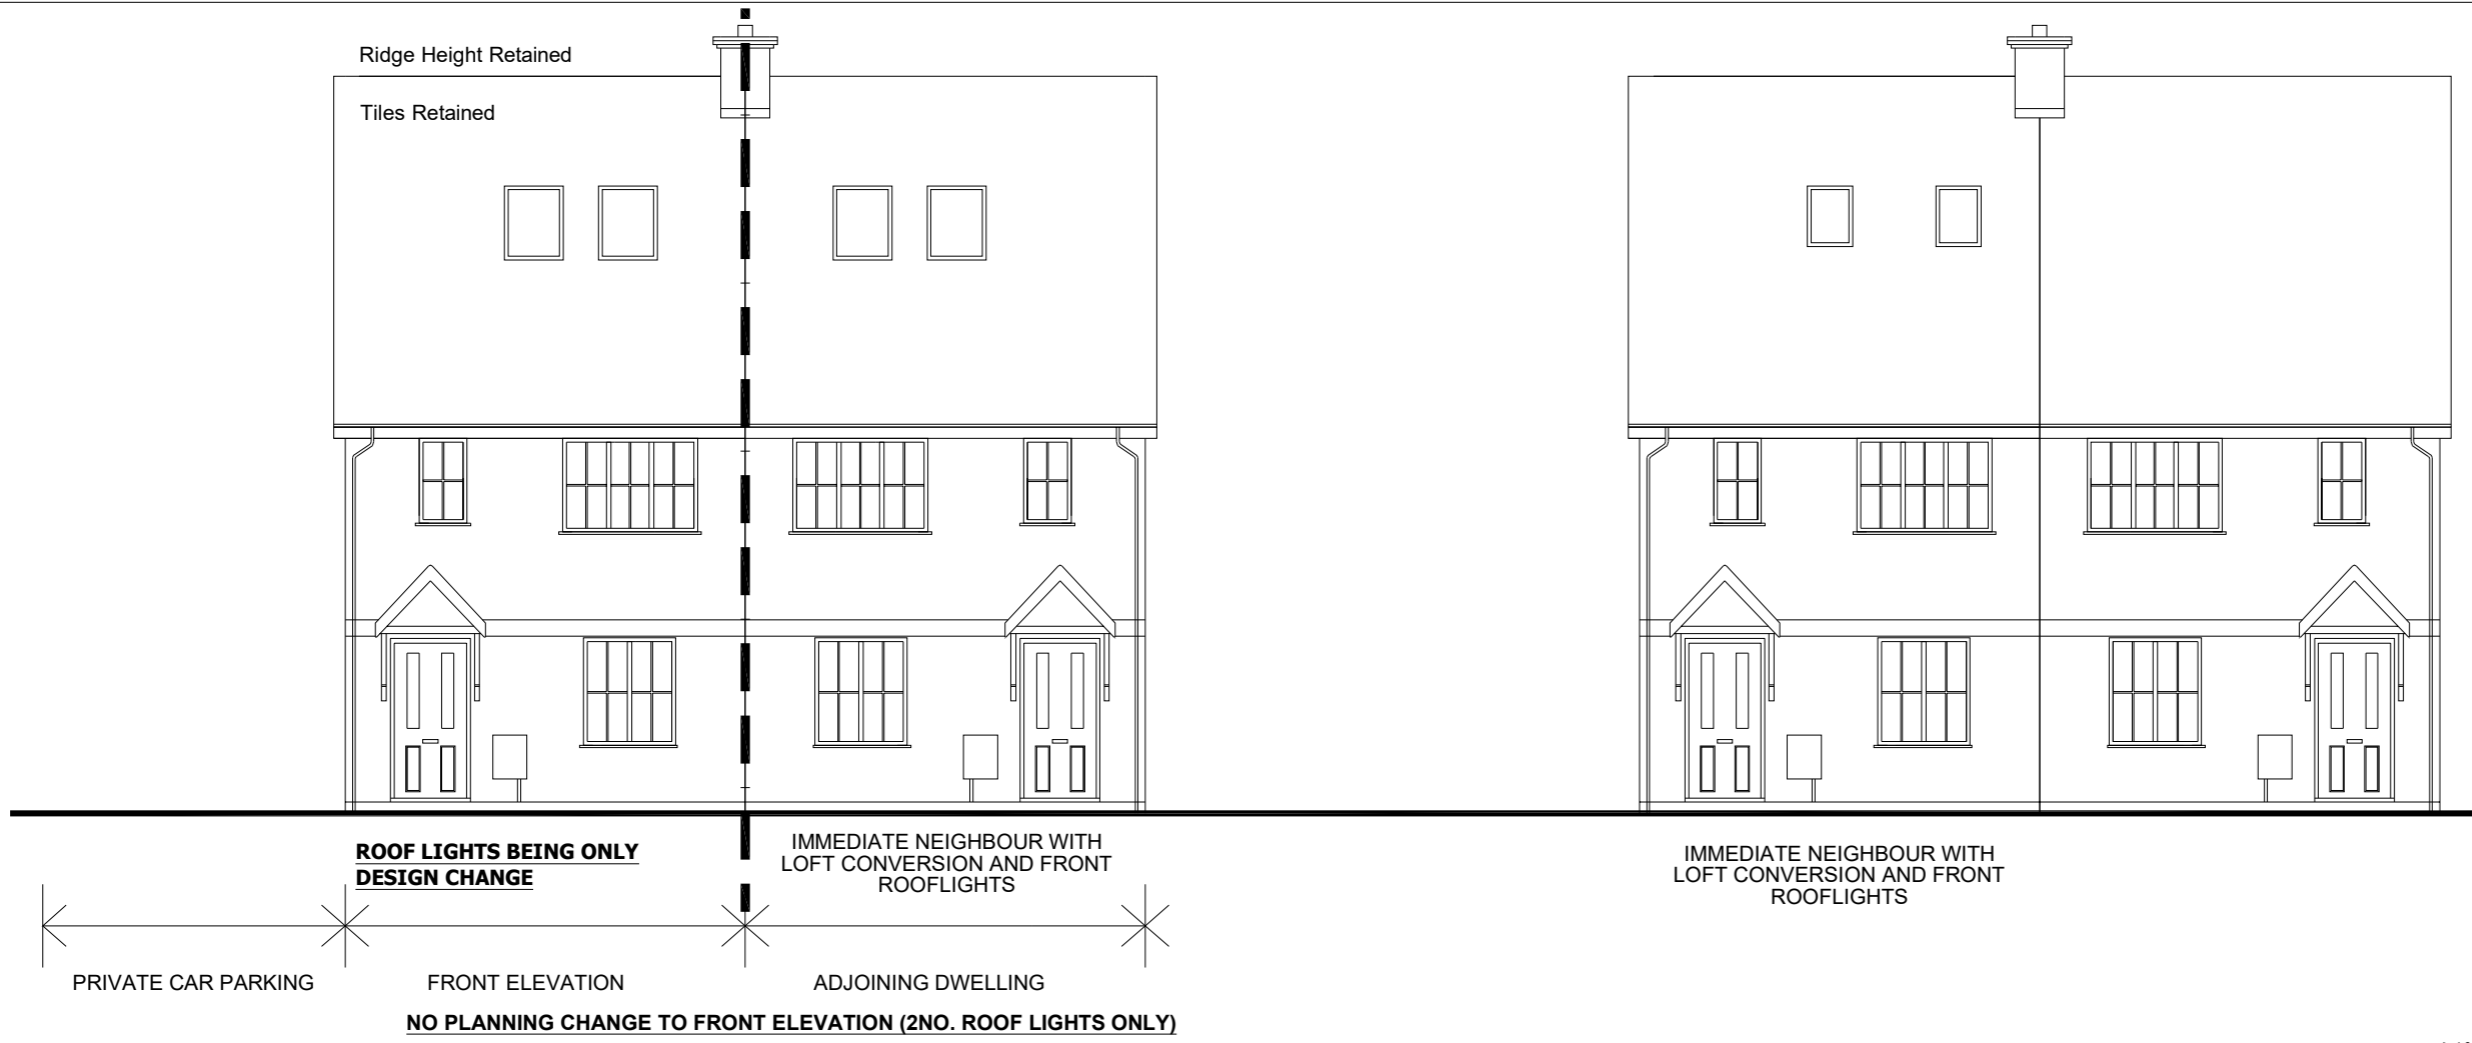 Ridge Height Retained
Tiles Retained
ROOF LIGHTS BEING ONLY
DESIGN CHANGE
IMMEDIATE NEIGHBOUR WITH
LOFT CONVERSION AND FRONT
ROOFLIGHTS
IMMEDIATE NEIGHBOUR WITH
LOFT CONVERSION AND FRONT
ROOFLIGHTS
PRIVATE CAR PARKING
FRONT ELEVATION
ADJOINING DWELLING
NO PLANNING CHANGE TO FRONT ELEVATION (2NO. ROOF LIGHTS ONLY)